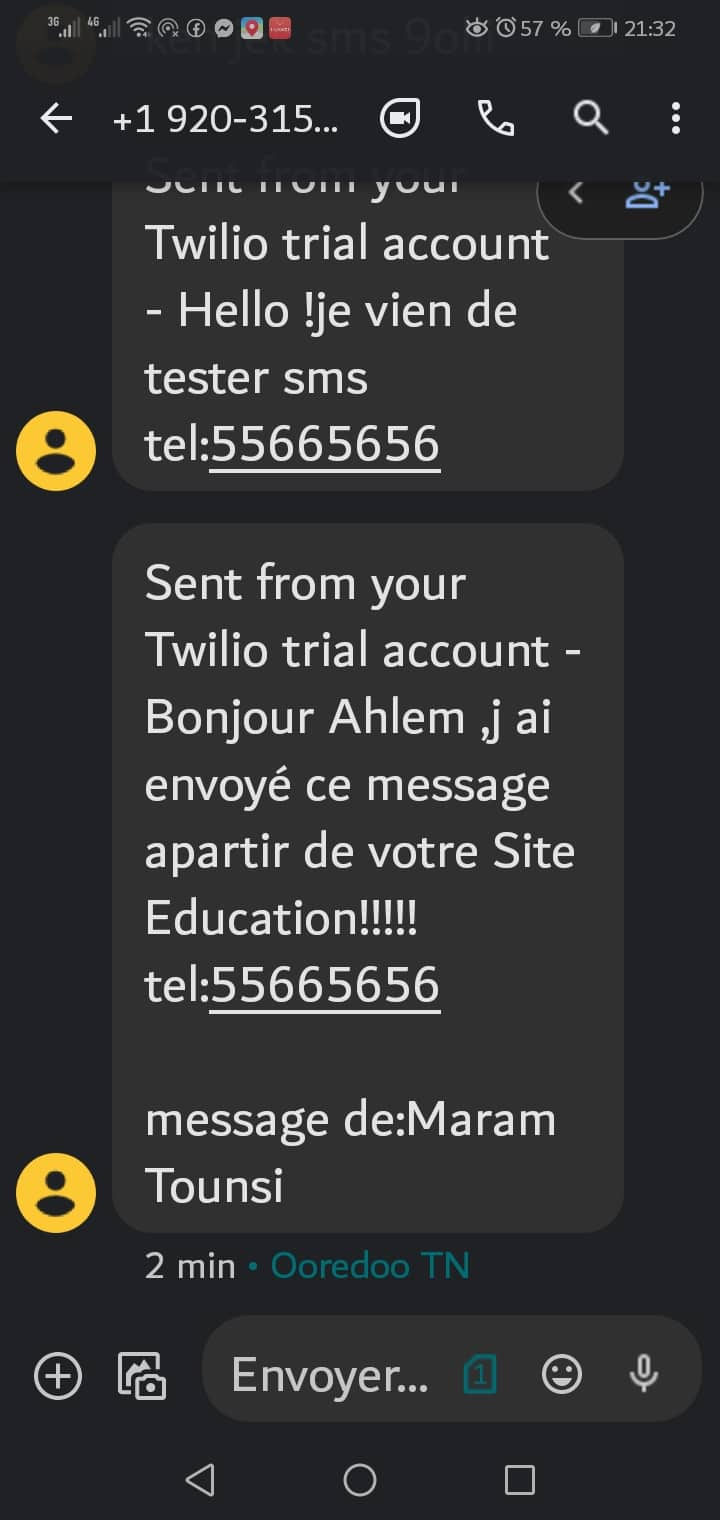 3G 4G 57 % 21:32
+1 920-315...
Sent from your
Twilio trial account
- Hello !je vien de
tester sms
tel:55665656
Sent from your
Twilio trial account -
Bonjour Ahlem ,j ai
envoyé ce message
apartir de votre Site
Education!!!!!
tel:55665656
message de:Maram
Tounsi
2 min • Ooredoo TN
Envoyer... 1